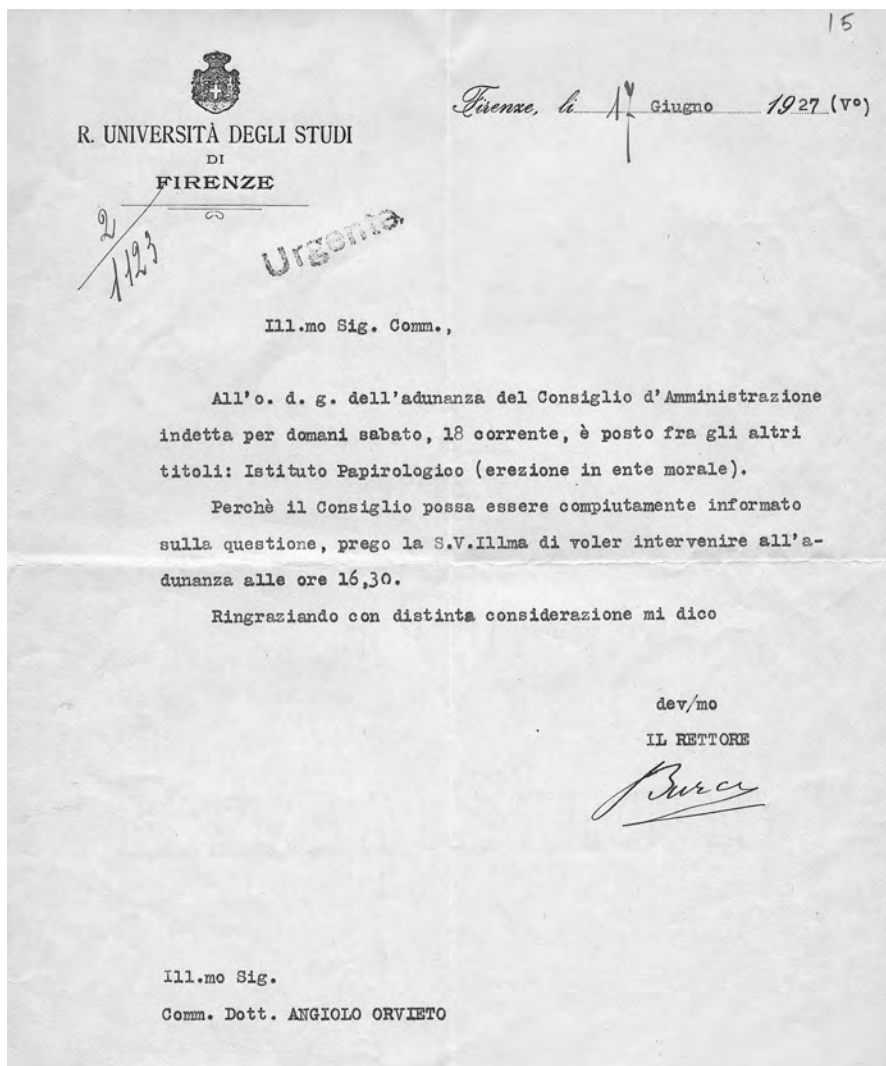 15
R. UNIVERSITÀ DEGLI STUDI
DI
FIRENZE
Firenze, li 17 Giugno 1927 (V°)
2
1123
Urgente.
Ill.mo Sig. Comm.,
All'o. d. g. dell'adunanza del Consiglio d'Amministrazione
indetta per domani sabato, 18 corrente, è posto fra gli altri
titoli: Istituto Papirologico (erezione in ente morale).
Perchè il Consiglio possa essere compiutamente informato
sulla questione, prego la S.V.Illma di voler intervenire all'a-
dunanza alle ore 16,30.
Ringraziando con distinta considerazione mi dico
dev/mo
IL RETTORE
Burci
Ill.mo Sig.
Comm. Dott. ANGIOLO ORVIETO